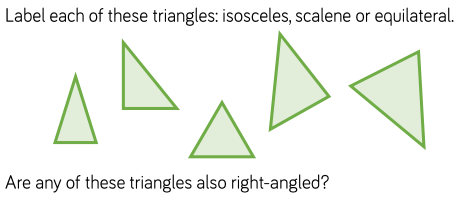 Label each of these triangles: isosceles, scalene or equilateral.
Are any of these triangles also right-angled?